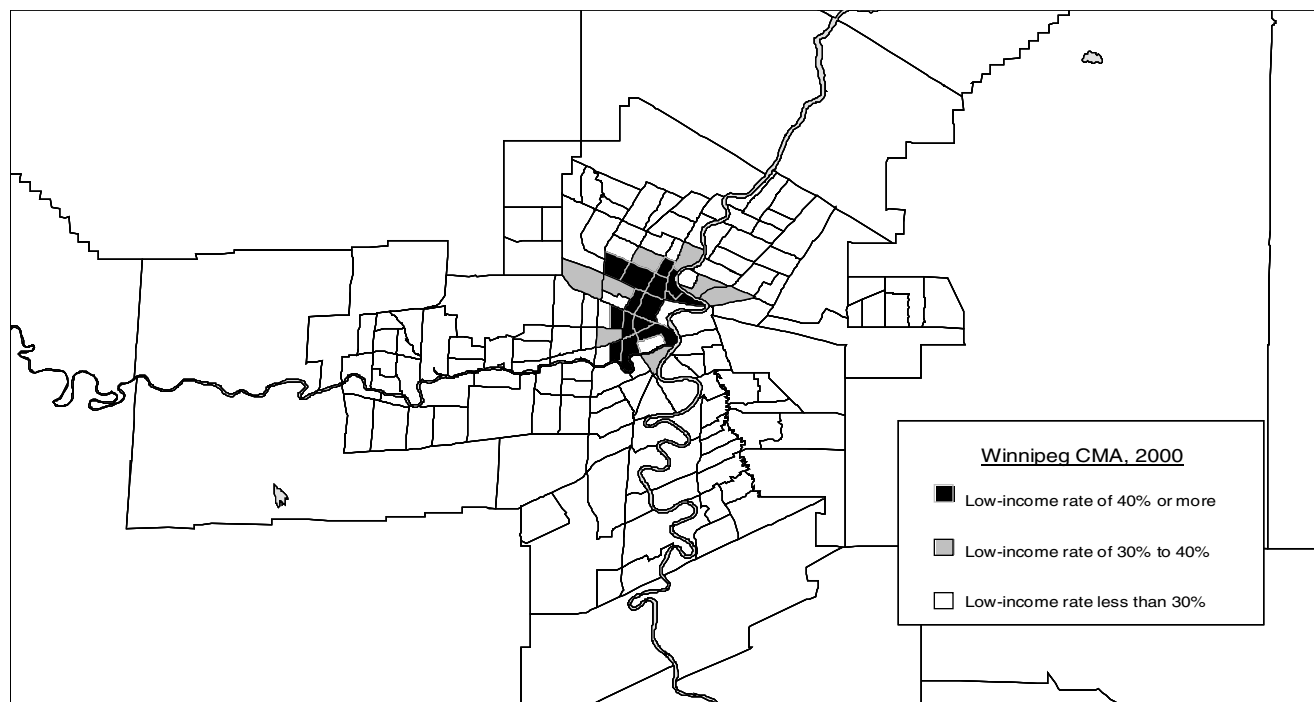 Winnipeg CMA, 2000
Low-income rate of 40% or more
Low-income rate of 30% to 40%
Low-income rate less than 30%